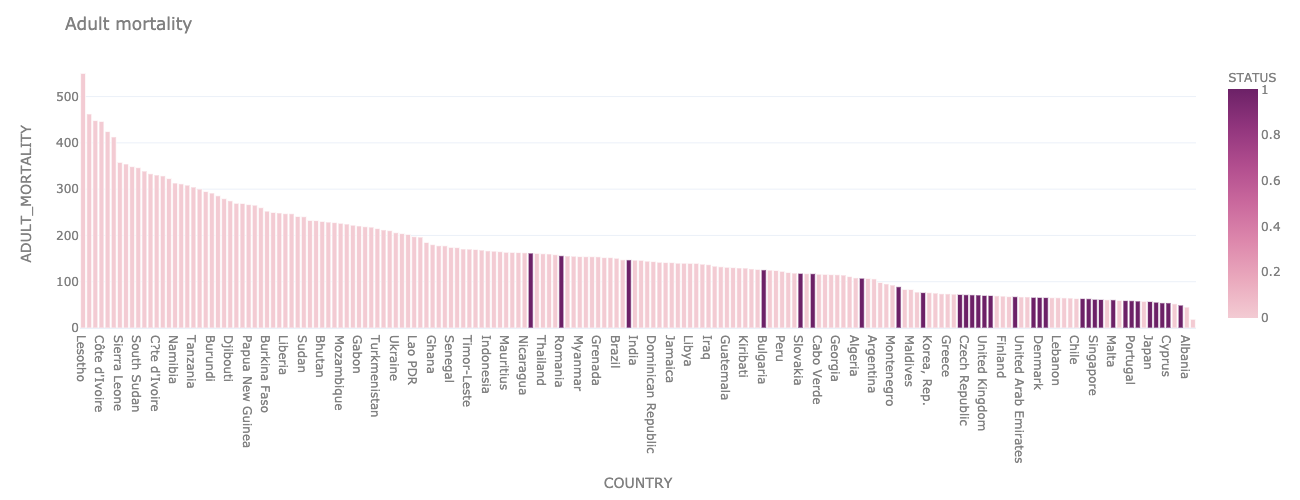 Adult mortality
STATUS
1
0.8
0.6
0.4
0.2
0
500
400
300
200
100
0
ADULT_MORTALITY
Lesotho
Côte d'Ivoire
Sierra Leone
South Sudan
C?te d'Ivoire
Namibia
Tanzania
Burundi
Djibouti
Papua New Guinea
Burkina Faso
Liberia
Sudan
Bhutan
Mozambique
Gabon
Turkmenistan
Ukraine
Lao PDR
Ghana
Senegal
Timor-Leste
Indonesia
Mauritius
Nicaragua
Thailand
Romania
Myanmar
Grenada
Brazil
India
Dominican Republic
Jamaica
Libya
Iraq
Guatemala
Kiribati
Bulgaria
Peru
Slovakia
Cabo Verde
Georgia
Algeria
Argentina
Montenegro
Maldives
Korea, Rep.
Greece
Czech Republic
United Kingdom
Finland
United Arab Emirates
Denmark
Lebanon
Chile
Singapore
Malta
Portugal
Japan
Cyprus
Albania
COUNTRY